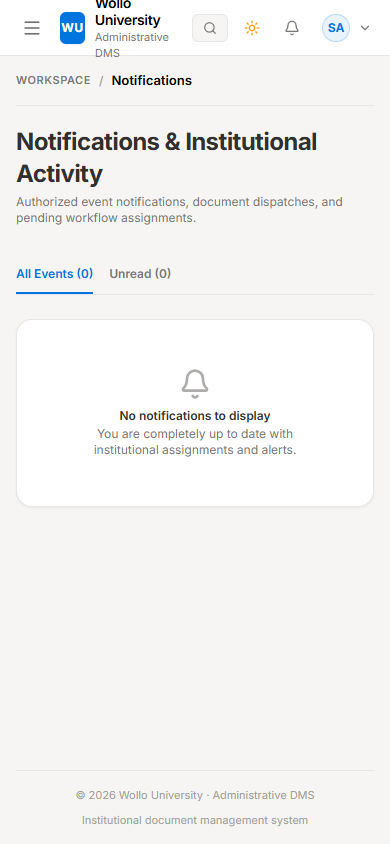 Wollo
University
Administrative
DMS
WU
SA
WORKSPACE / Notifications
Notifications & Institutional
Activity
Authorized event notifications, document dispatches, and
pending workflow assignments.
All Events (0) Unread (0)
No notifications to display
You are completely up to date with
institutional assignments and alerts.
© 2026 Wollo University · Administrative DMS
Institutional document management system